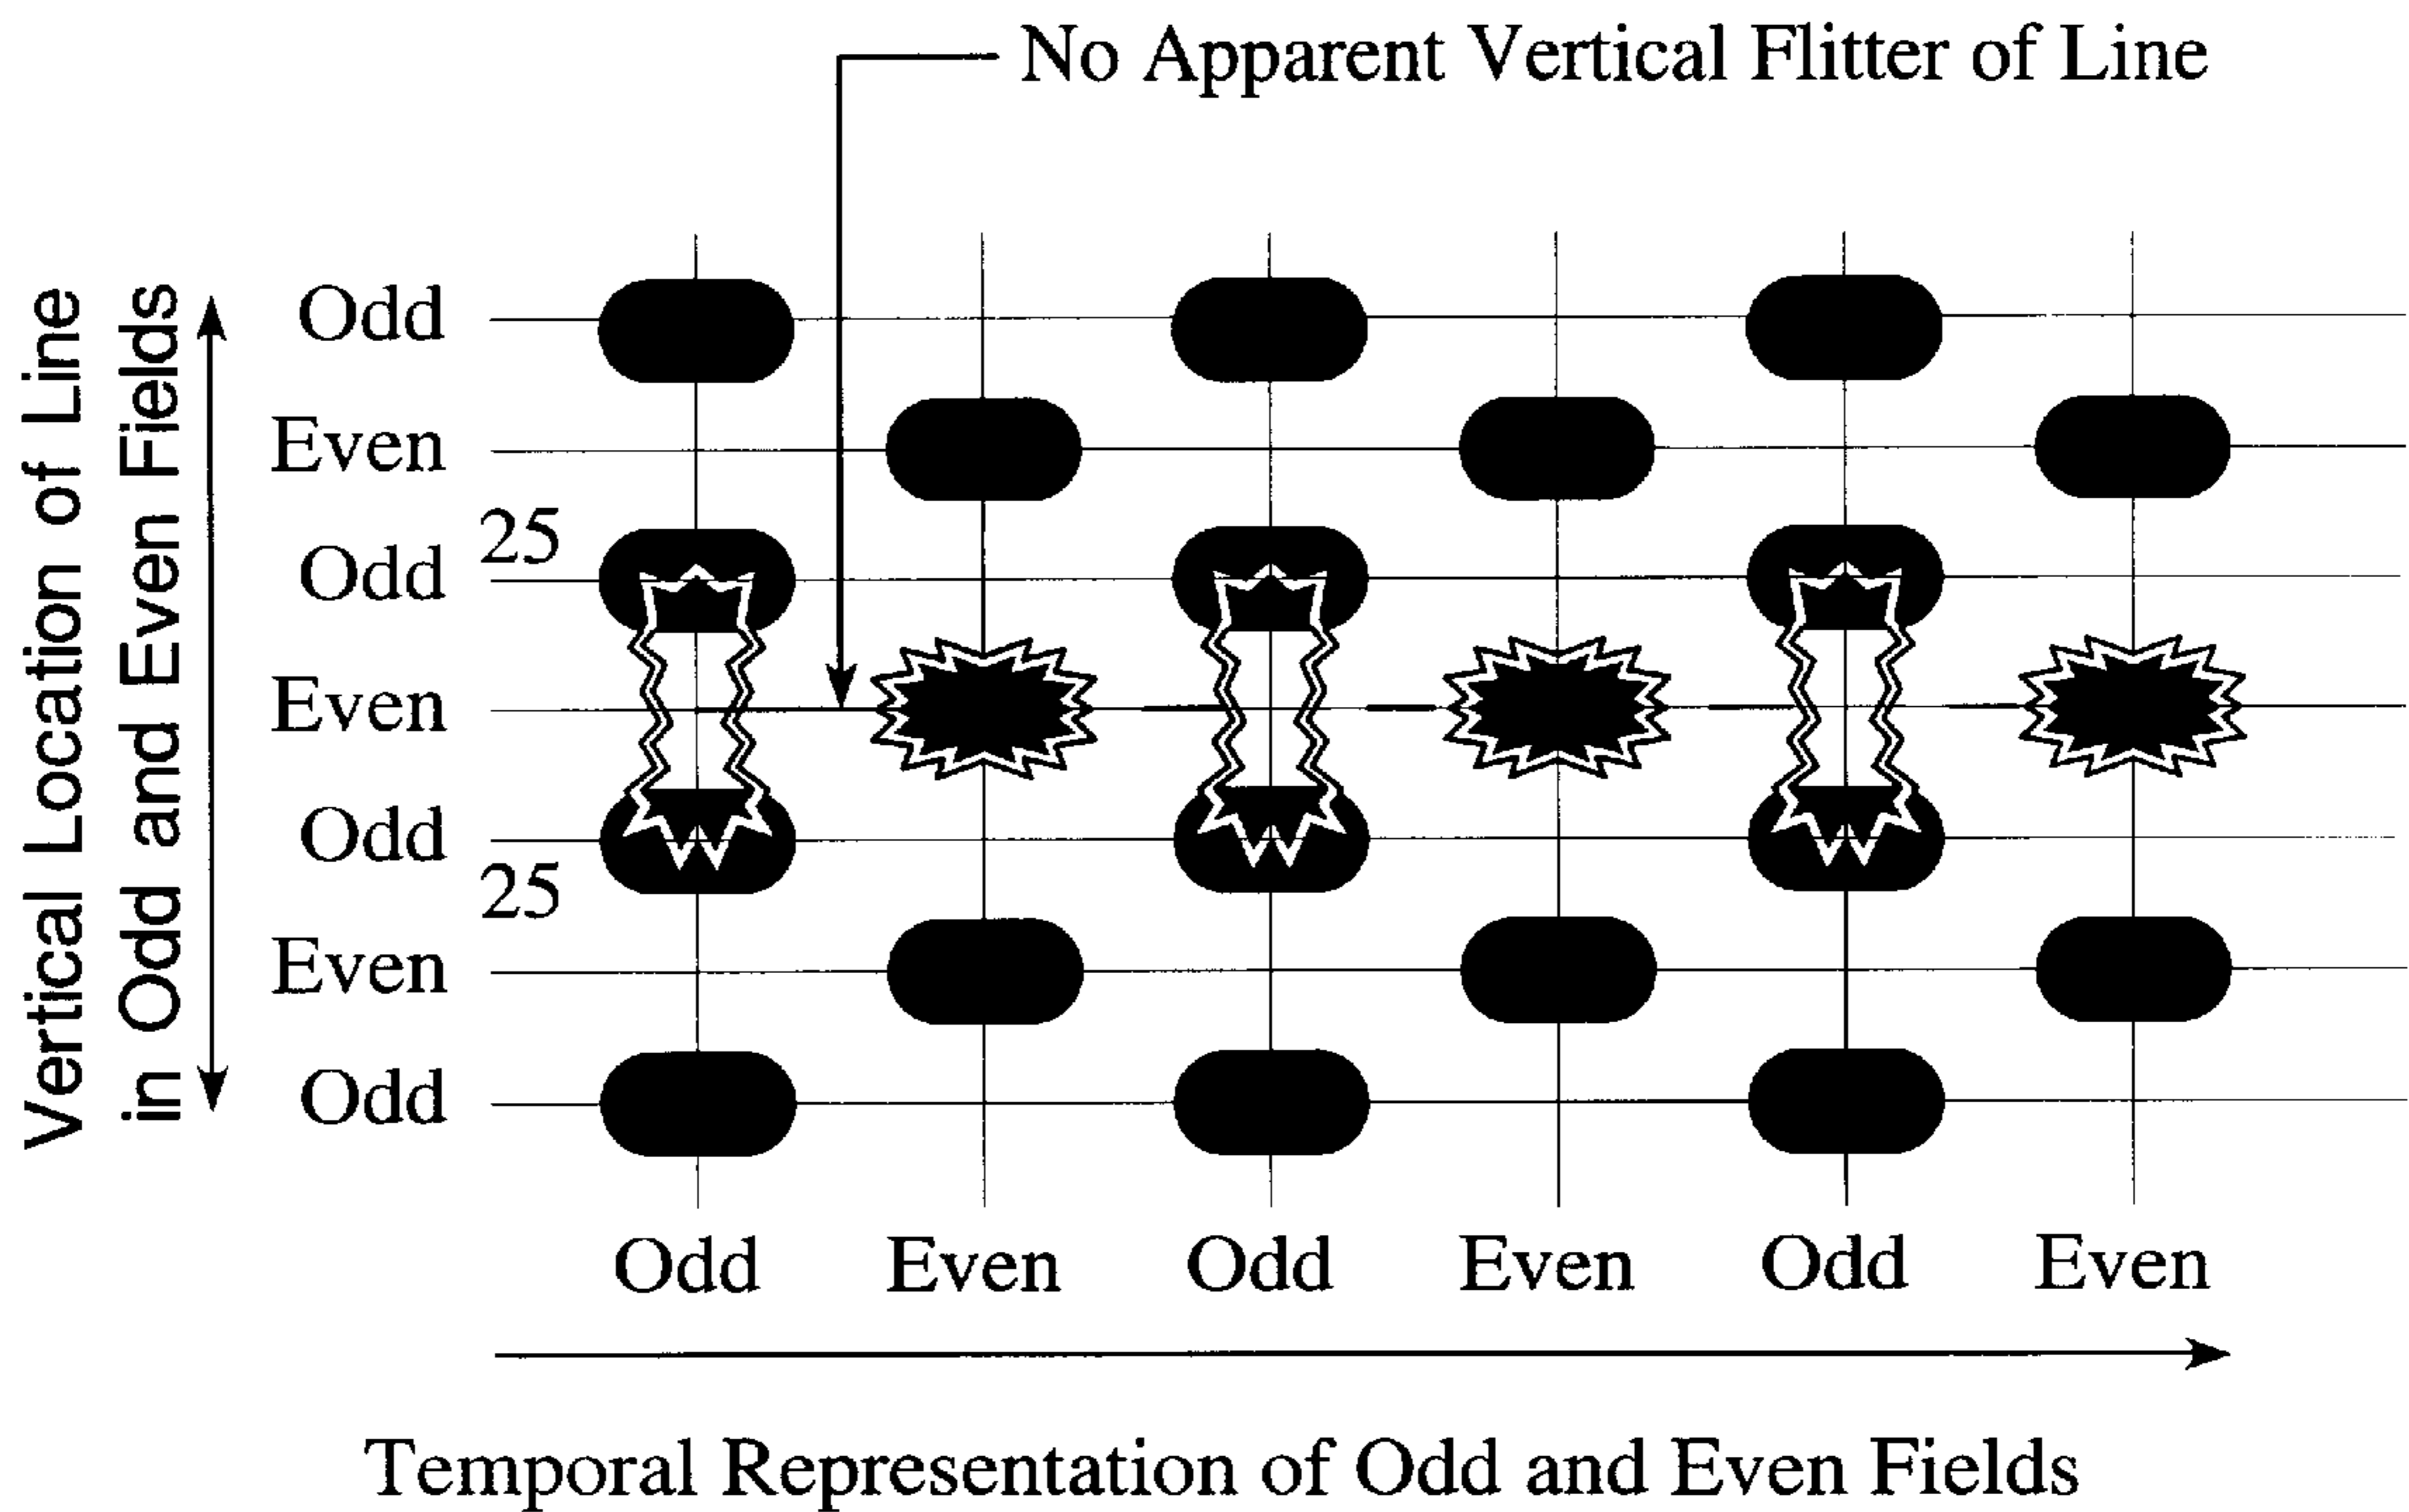 No Apparent Vertical Flitter of Line
Vertical Location of Line
in Odd and Even Fields
Odd
Even
25
Odd
Even
Odd
25
Even
Odd
Odd Even Odd Even Odd Even
Temporal Representation of Odd and Even Fields